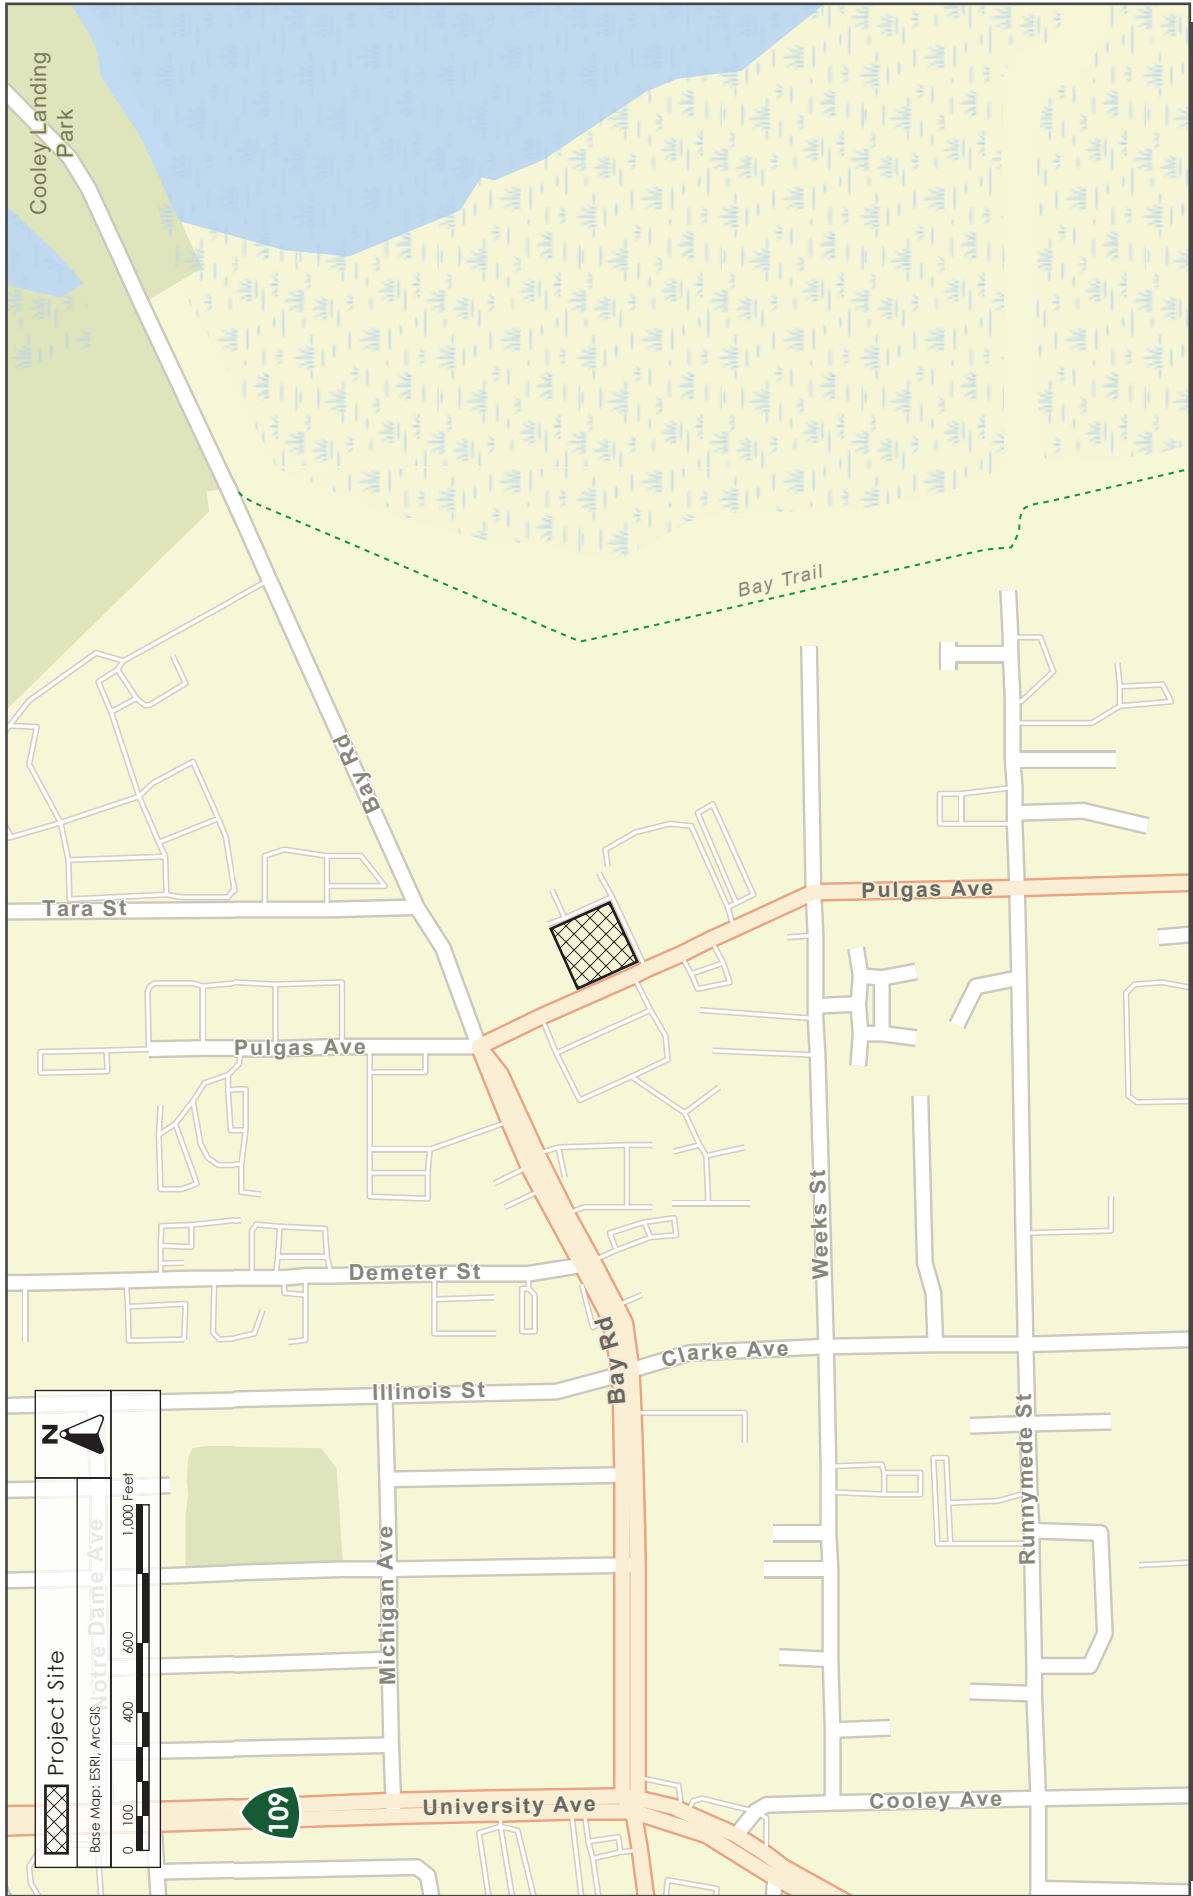 Cooley Landing
Park
Bay Trail
Bay Rd
Tara St
Pulgas Ave
Pulgas Ave
Weeks St
Demeter St
Bay Rd
Clarke Ave
Illinois St
Runnymede St
Michigan Ave
University Ave
Cooley Ave
109
N
Notre Dame Ave
Project Site
Base Map: ESRI, ArcGIS
0 100 400 600 1,000 Feet